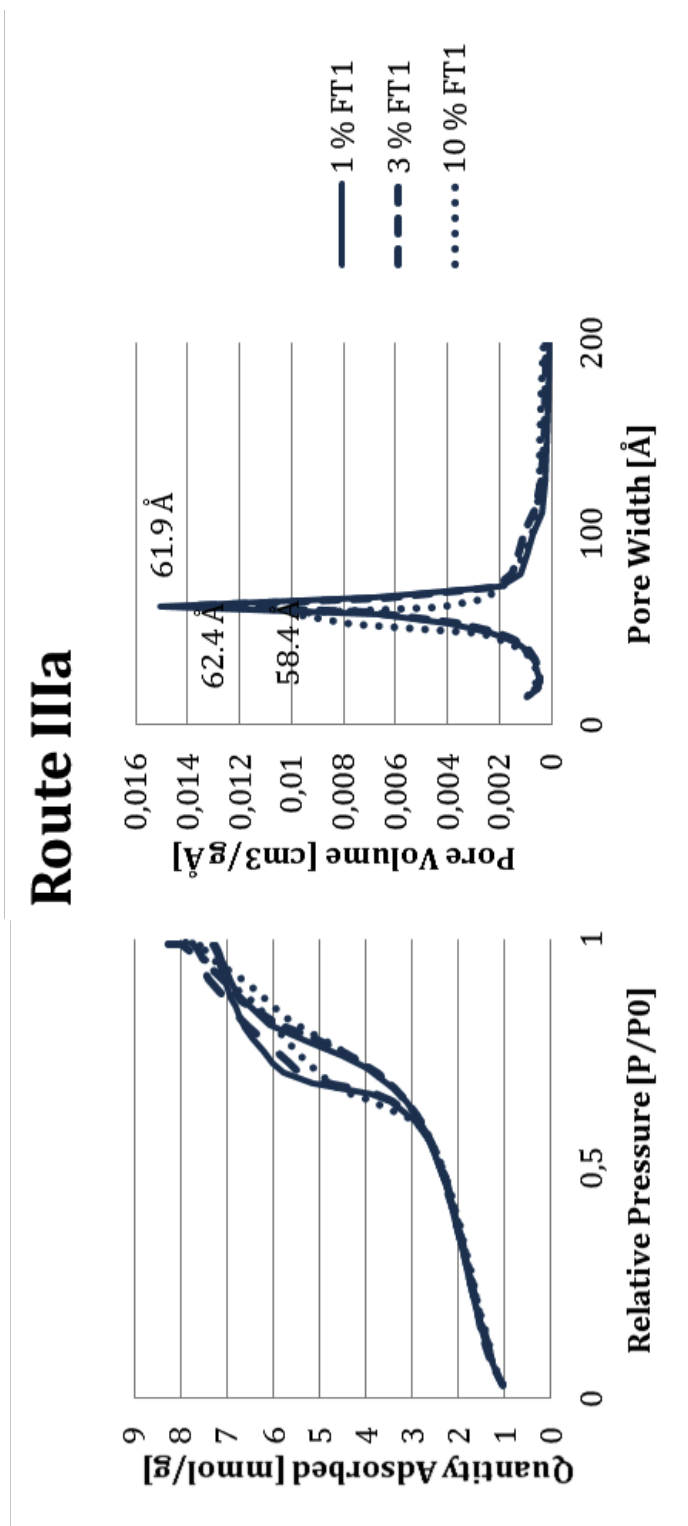 Route IIIa
Quantity Adsorbed [mmol/g]
9
8
7
6
5
4
3
2
1
0
0
0,5
1
Relative Pressure [P/P0]
Pore Volume [cm3/gÅ]
0,016
0,014
0,012
0,01
0,008
0,006
0,004
0,002
0
61.9 Å
62.4 Å
58.4 Å
0
100
200
Pore Width [Å]
1 % FT1
3 % FT1
10 % FT1